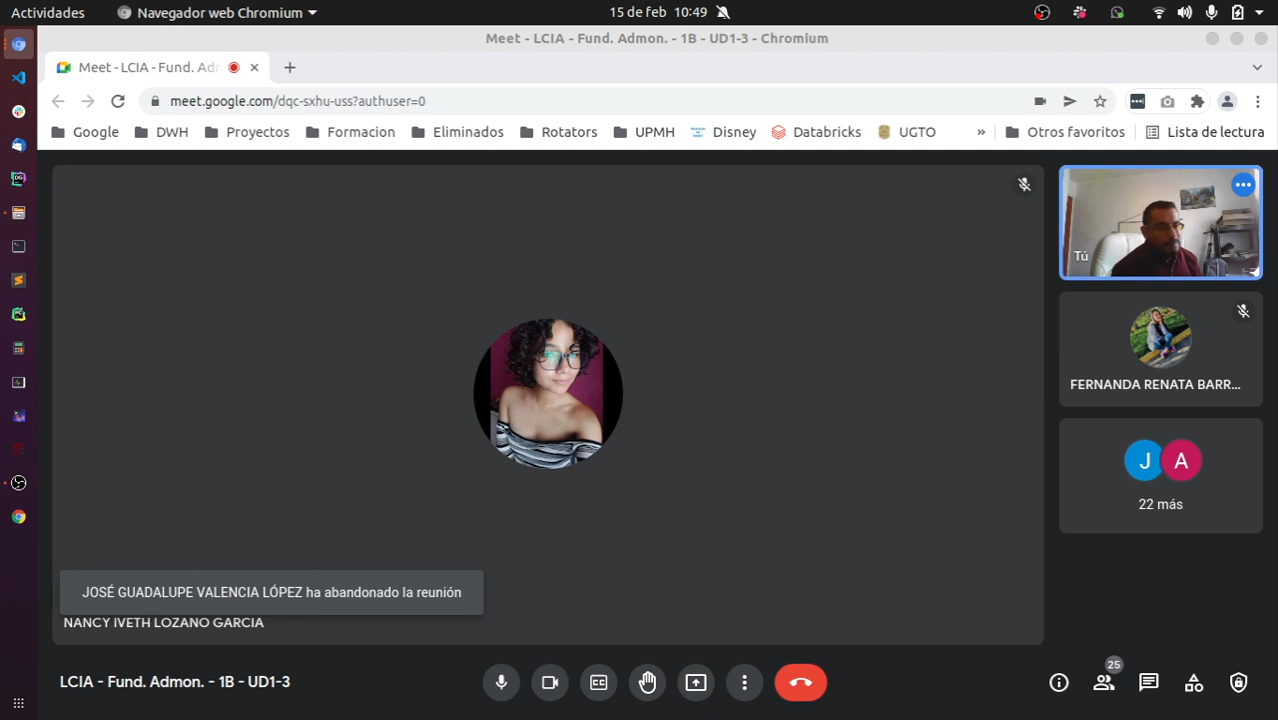 Actividades
Navegador web Chromium
15 de feb 10:49
Meet - LCIA - Fund. Admon. - 1B - UD1-3 - Chromium
Meet - LCIA - Fund. Adm
meet.google.com/dqc-sxhu-uss?authuser=0
Google
DWH
Proyectos
Formacion
Eliminados
Rotators
UPMH
Disney
Databricks
UGTO
»
Otros favoritos
Lista de lectura
Tú
FERNANDA RENATA BARR...
J
A
22 más
JOSÉ GUADALUPE VALENCIA LÓPEZ ha abandonado la reunión
NANCY IVETH LOZANO GARCIA
LCIA - Fund. Admon. - 1B - UD1-3
25